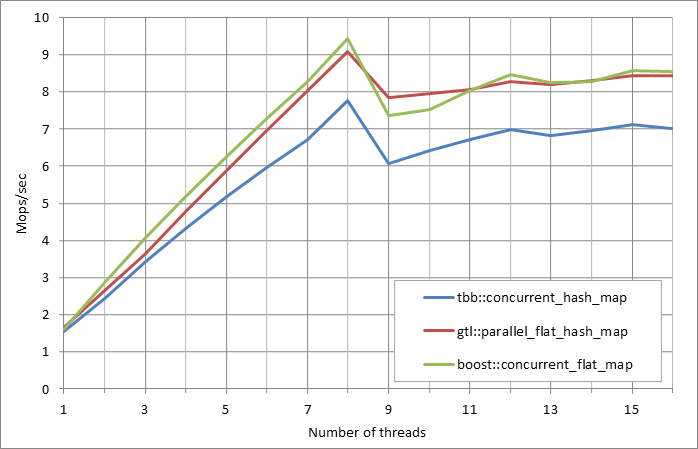 10
9
8
7
6
5
4
3
2
1
0
Mops/sec
1 3 5 7 9 11 13 15
Number of threads
tbb::concurrent_hash_map
gtl::parallel_flat_hash_map
boost::concurrent_flat_map